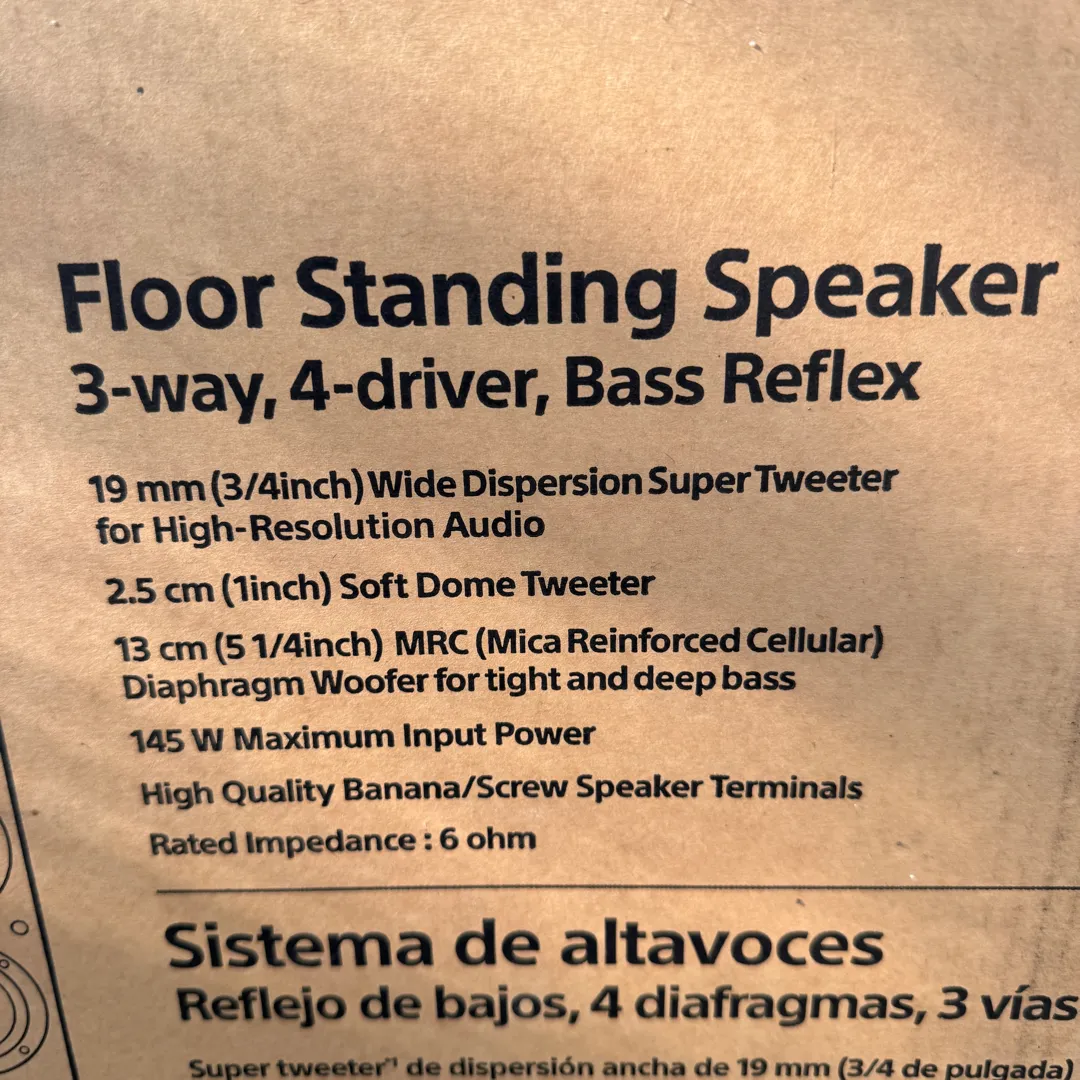 Floor Standing Speaker
3-way, 4-driver, Bass Reflex
19 mm (3/4inch) Wide Dispersion Super Tweeter
for High-Resolution Audio
2.5 cm (1inch) Soft Dome Tweeter
13 cm (5 1/4inch) MRC (Mica Reinforced Cellular)
Diaphragm Woofer for tight and deep bass
145 W Maximum Input Power
High Quality Banana/Screw Speaker Terminals
Rated Impedance : 6 ohm
Sistema de altavoces
Reflejo de bajos, 4 diafragmas, 3 vías
Super tweeter*1 de dispersión ancha de 19 mm (3/4 de pulgada)